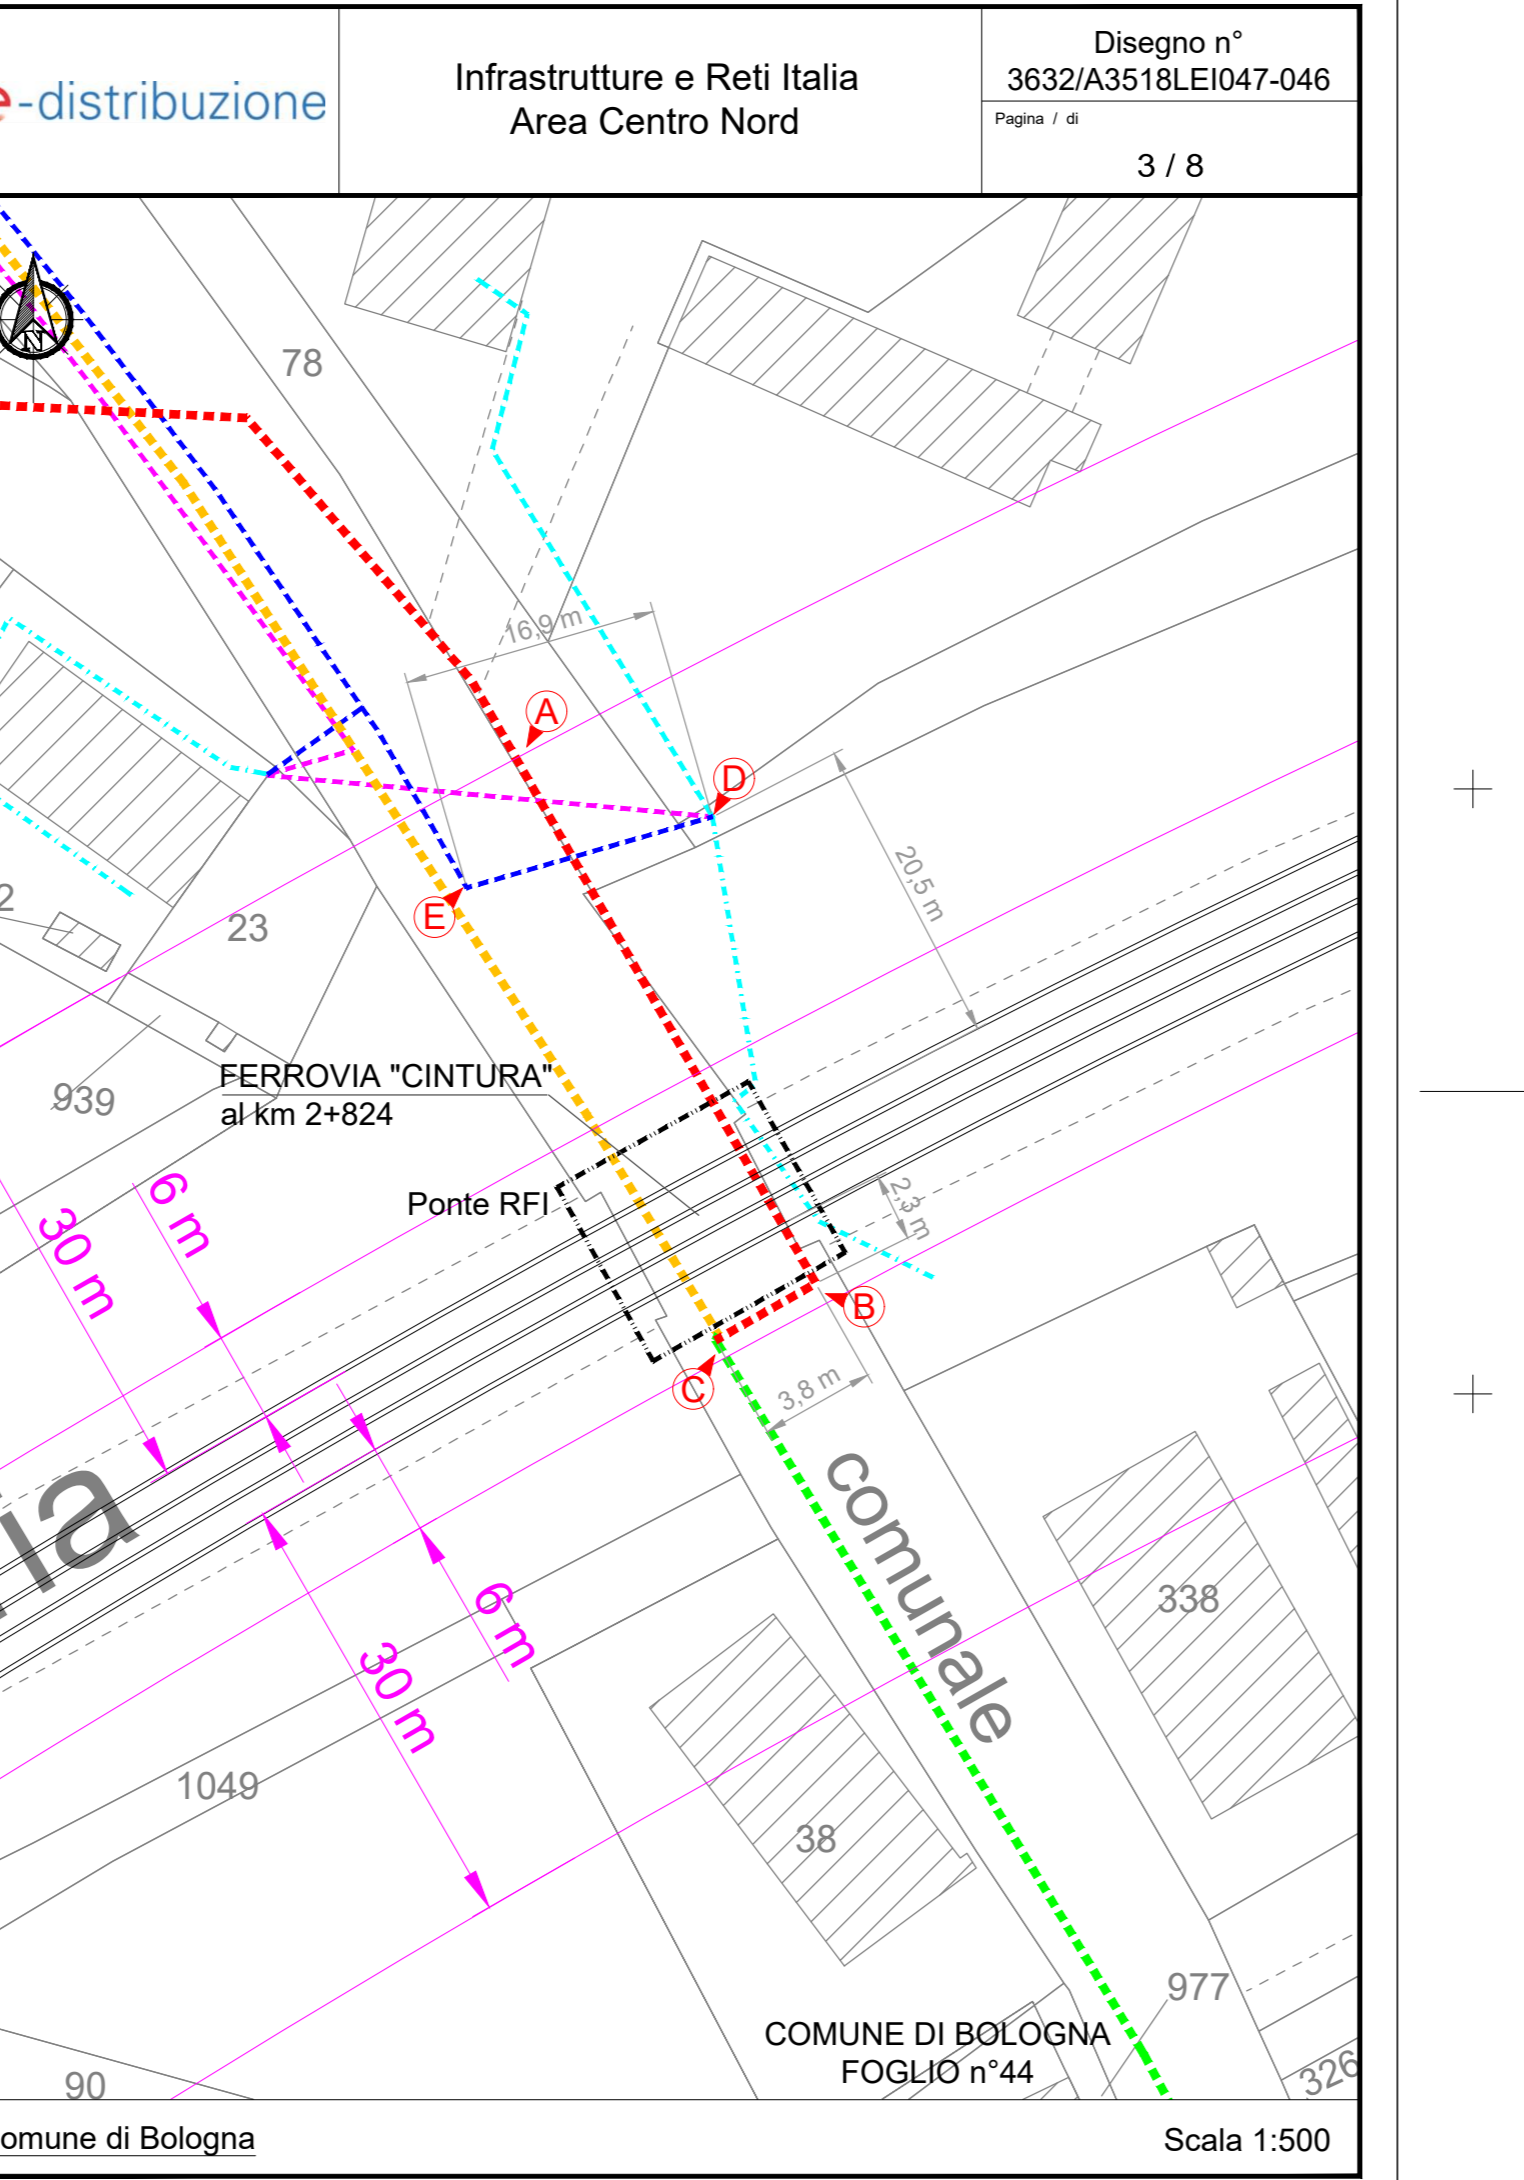 e-distribuzione
Infrastrutture e Reti Italia
Area Centro Nord
Disegno n°
3632/A3518LEI047-046
Pagina / di
3 / 8
N
78
16,9 m
A
D
20,5 m
2
E
23
939
FERROVIA "CINTURA"
al km 2+824
6 m
30 m
Ponte RFI
2,3 m
B
C
3,8 m
ia
comunale
6 m
30 m
338
1049
38
977
COMUNE DI BOLOGNA
FOGLIO n°44
326
90
omune di Bologna
Scala 1:500